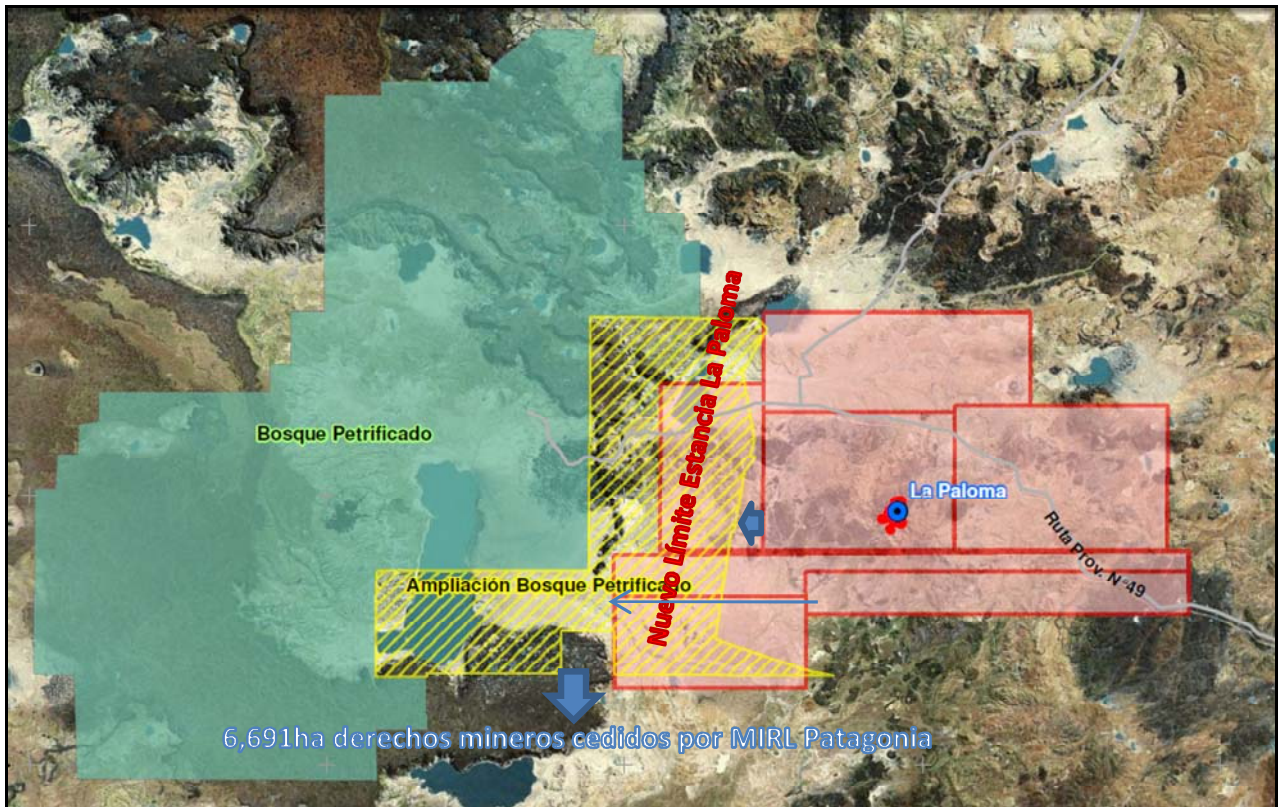 Nuevo Límite Estancia La Paloma
Bosque Petrificado
La Paloma
Ruta Prov. N°49
Ampliación Bosque Petrificado
6,691ha derechos mineros cedidos por MIRL Patagonia